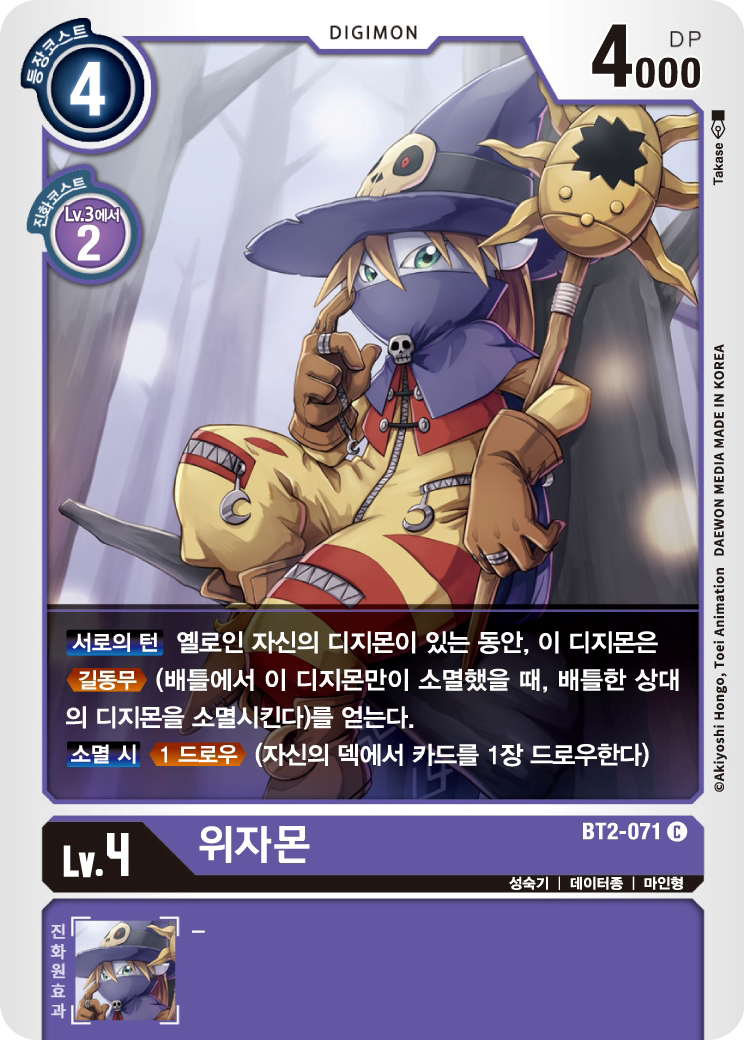 DIGIMON
등장코스트
4
4000
DP
진화코스트
Lv.3에서
2
Takase
©Akiyoshi Hongo, Toei Animation DAEWON MEDIA MADE IN KOREA
서로의 턴 옐로인 자신의 디지몬이 있는 동안, 이 디지몬은
길동무 (배틀에서 이 디지몬만이 소멸했을 때, 배틀한 상대
의 디지몬을 소멸시킨다)를 얻는다.
소멸 시 1 드로우 (자신의 덱에서 카드를 1장 드로우한다)
Lv.4
위자몬
BT2-071 C
성숙기 | 데이터종 | 마인형
진화원효과
–